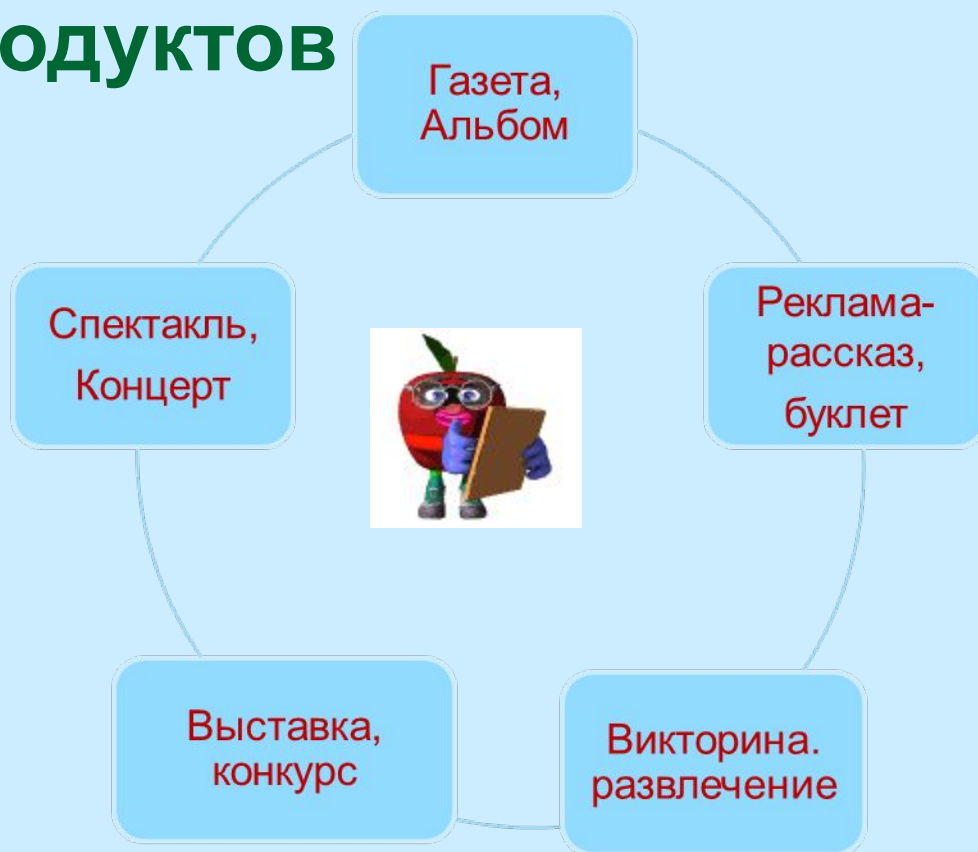 одуктов
Газета,
Альбом
Реклама-
рассказ,
буклет
Викторина.
развлечение
Выставка,
конкурс
Спектакль,
Концерт